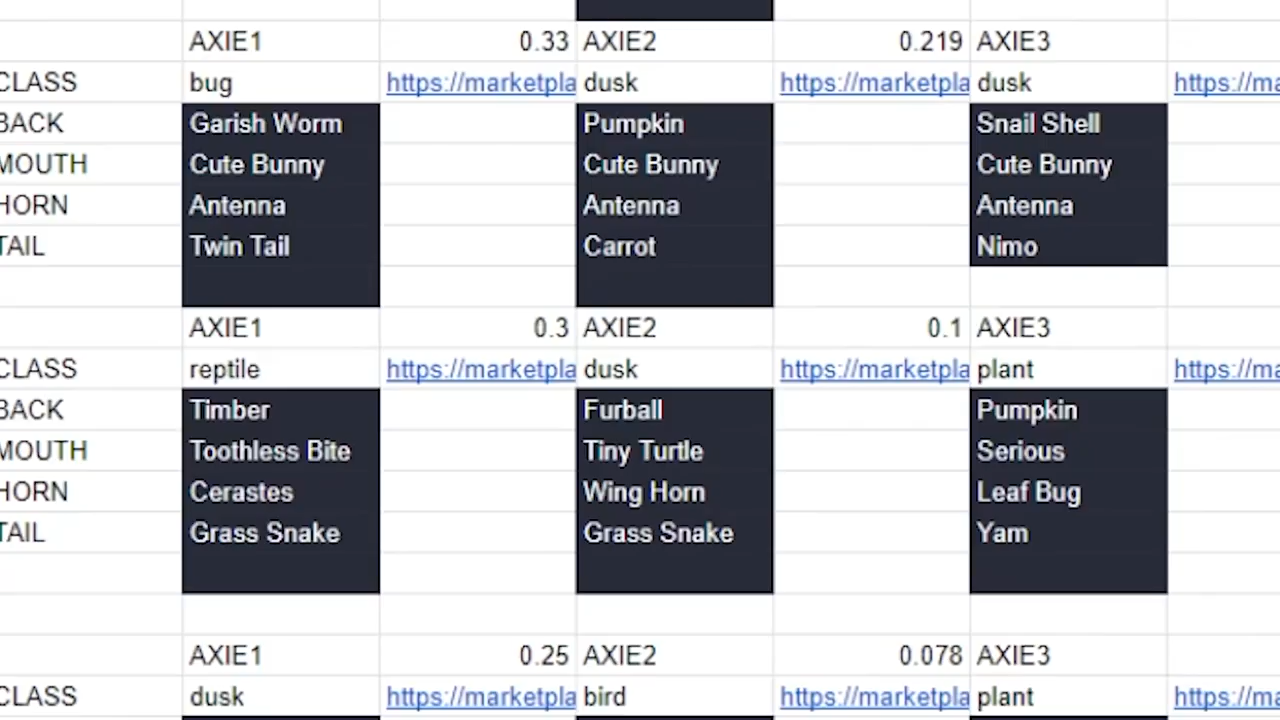 AXIE1 0.33 AXIE2 0.219 AXIE3
CLASS bug https://marketpla dusk https://marketpla dusk https://ma
BACK Garish Worm Pumpkin Snail Shell
MOUTH Cute Bunny Cute Bunny Cute Bunny
HORN Antenna Antenna Antenna
TAIL Twin Tail Carrot Nimo
AXIE1 0.3 AXIE2 0.1 AXIE3
CLASS reptile https://marketpla dusk https://marketpla plant https://ma
BACK Timber Furball Pumpkin
MOUTH Toothless Bite Tiny Turtle Serious
HORN Cerastes Wing Horn Leaf Bug
TAIL Grass Snake Grass Snake Yam
AXIE1 0.25 AXIE2 0.078 AXIE3
CLASS dusk https://marketpla bird https://marketpla plant https://ma